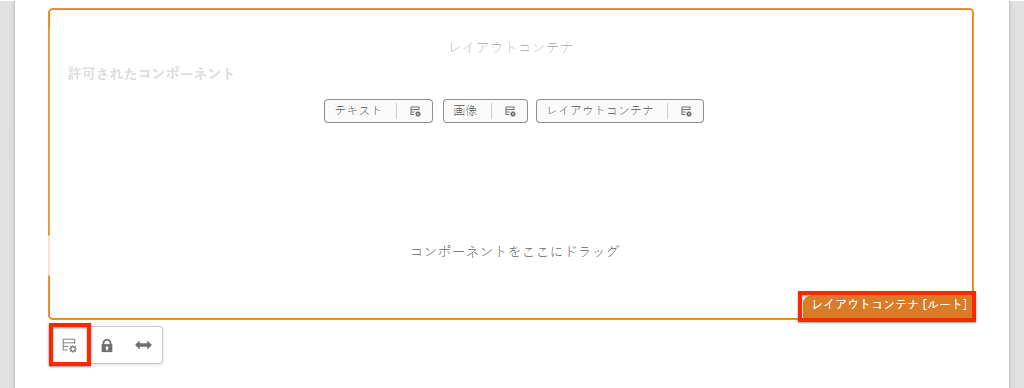 レイアウトコンテナ
許可されたコンポーネント
テキスト 画像 レイアウトコンテナ
コンポーネントをここにドラッグ
レイアウトコンテナ [ルート]